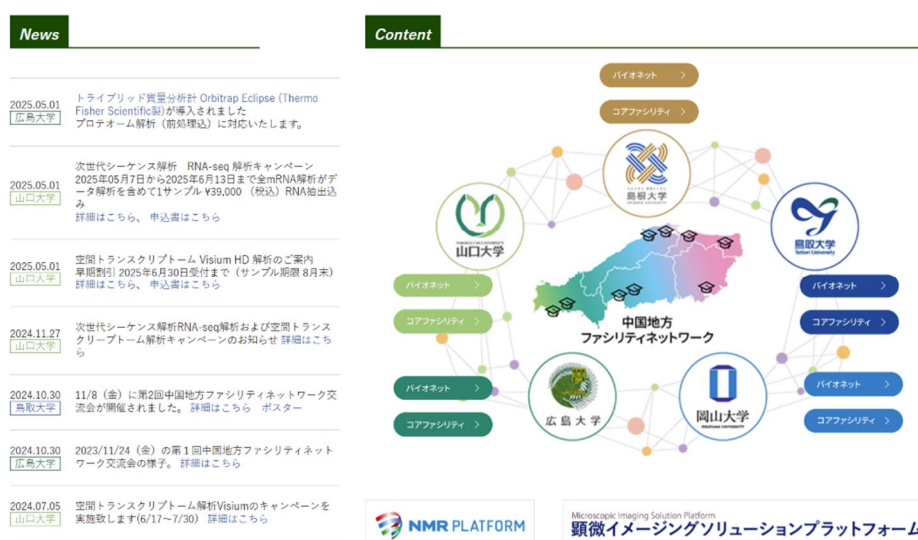 News
2025.05.01
広島大学
トライブリッド質量分析計 Orbitrap Eclipse (Thermo
Fisher Scientific製)が導入されました
プロテオーム解析（前処理込）に対応いたします。
2025.05.01
山口大学
次世代シーケンス解析　RNA-seq 解析キャンペーン
2025年05月7日から2025年6月13日まで全mRNA解析がデ
ータ解析を含めて1サンプル ¥39,000 （税込）RNA抽出込
み
詳細はこちら、 申込書はこちら
2025.05.01
山口大学
空間トランスクリプトーム Visium HD 解析のご案内
早期割引 2025年6月30日受付まで（サンプル期限 8月末）
詳細はこちら、 申込書はこちら
2024.11.27
山口大学
次世代シーケンス解析RNA-seq解析および空間トランス
クリープトーム解析キャンペーンのお知らせ 詳細はこち
ら
2024.10.30
鳥取大学
11/8（金）に第2回中国地方ファシリティネットワーク交
流会が開催されました。 詳細はこちら　ポスター
2024.10.30
広島大学
2023/11/24（金）の第１回中国地方ファシリティネット
ワーク交流会の様子。 詳細はこちら
2024.07.05
山口大学
空間トランスクリプトーム解析Visiumのキャンペーンを
実施致します(6/17～7/30)　詳細はこちら
Content
バイオネット
コアファシリティ
島根大学
山口大学
鳥取大学
Tottori University
バイオネット
コアファシリティ
バイオネット
コアファシリティ
中国地方
ファシリティネットワーク
バイオネット
コアファシリティ
広島大学
岡山大学
OKAYAMA UNIVERSITY
バイオネット
コアファシリティ
NMR PLATFORM
Microscopic Imaging Solution Platform
顕微イメージングソリューションプラットフォーム